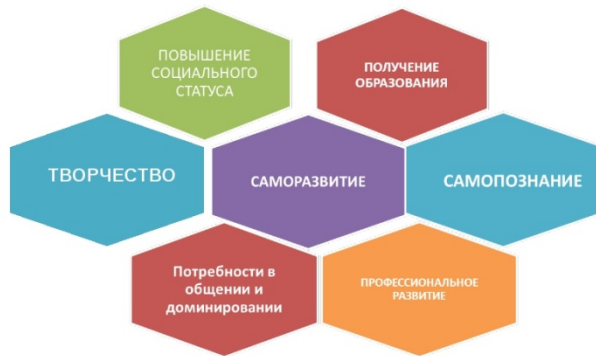 ПОВЫШЕНИЕ
СОЦИАЛЬНОГО
СТАТУСА
ПОЛУЧЕНИЕ
ОБРАЗОВАНИЯ
ТВОРЧЕСТВО
САМОРАЗВИТИЕ
САМОПОЗНАНИЕ
Потребности в
общении и
доминировании
ПРОФЕССИОНАЛЬНОЕ
РАЗВИТИЕ